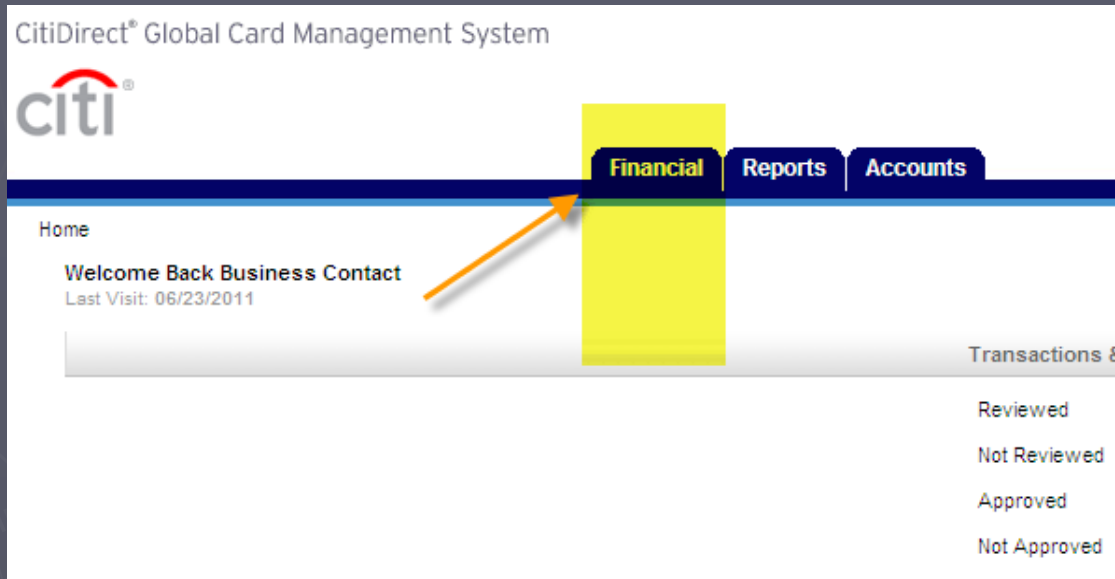 CitiDirect® Global Card Management System
citi®
Financial Reports Accounts
Home
Welcome Back Business Contact
Last Visit: 06/23/2011
Transactions &
Reviewed
Not Reviewed
Approved
Not Approved